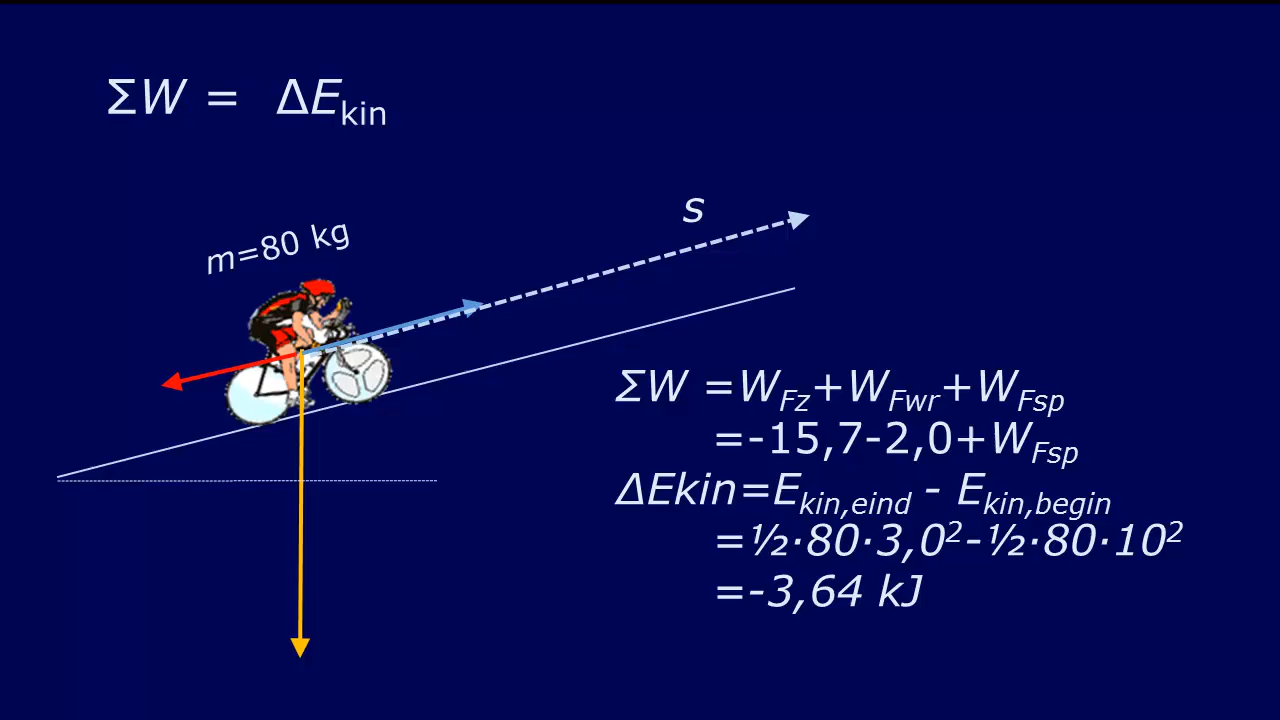 ΣW = ΔE_kin
s
m=80 kg
ΣW =W_Fz+W_Fwr+W_Fsp
=-15,7-2,0+W_Fsp
ΔEkin=E_kin,eind - E_kin,begin
=½·80·3,0²-½·80·10²
=-3,64 kJ